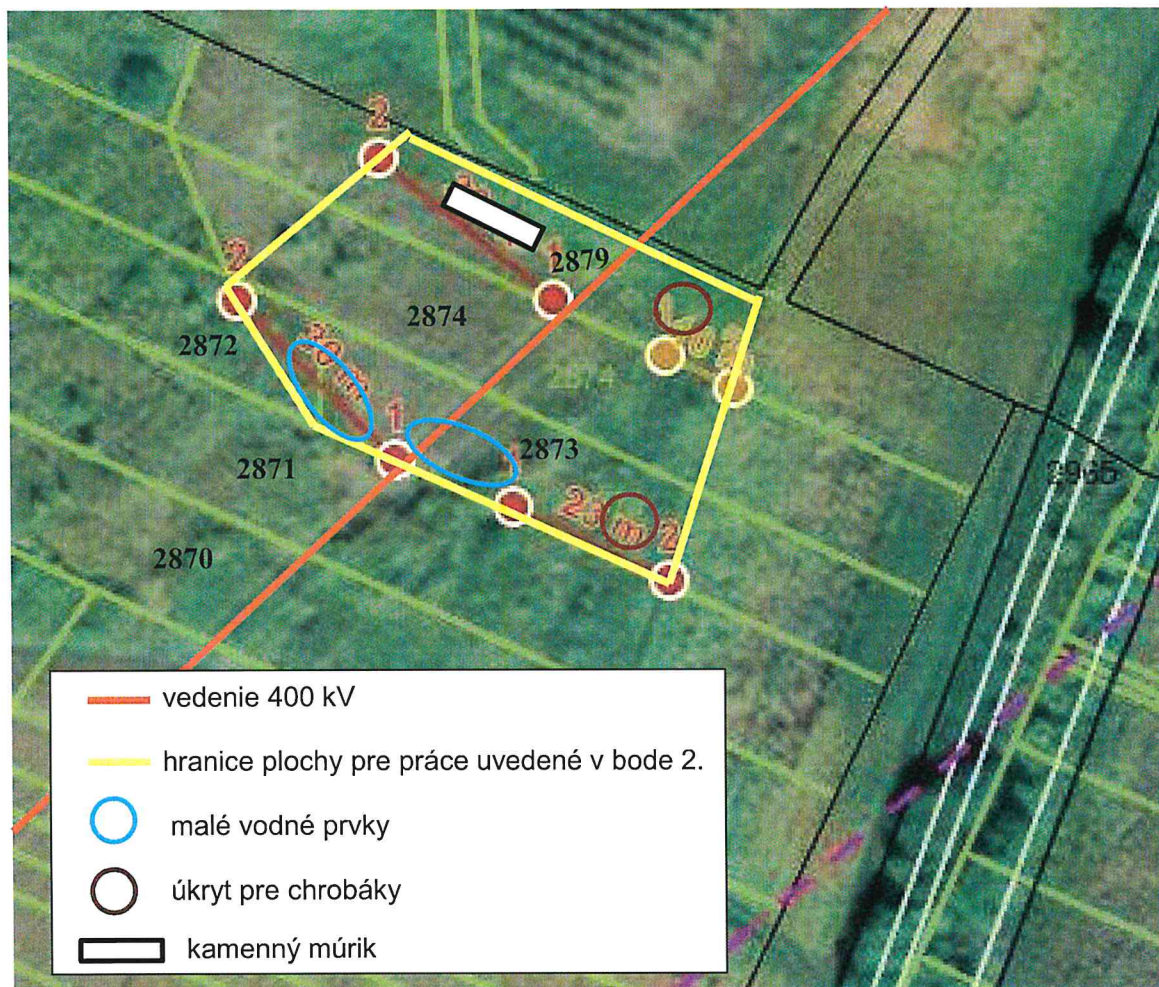 2
2879
2
2874
2872
1
2873
2871
2965
2
2870
vedenie 400 kV
hranice plochy pre práce uvedené v bode 2.
malé vodné prvky
úkryt pre chrobáky
kamenný múrik